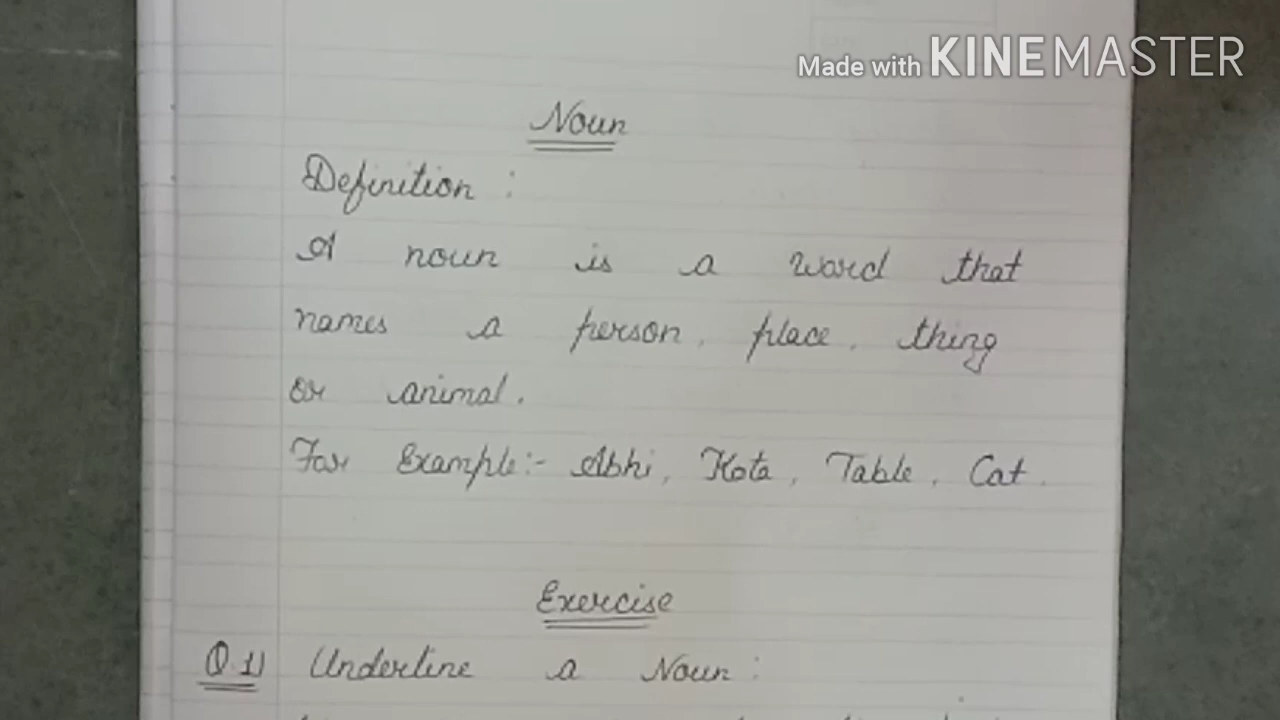 Made with KINEMASTER
Noun
Definition :
A noun is a word that
names a person, place, thing
or animal.
For Example:- Abhi, Kota, Table, Cat.
Exercise
Q.1) Underline a Noun :